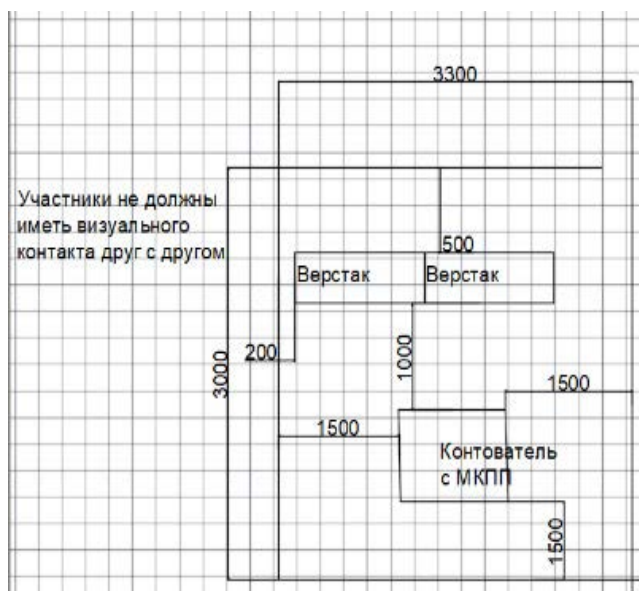 3300
Участники не должны
иметь визуального
контакта друг с другом
500
Верстак
Верстак
200
3000
1000
1500
1500
Контователь
с МКПП
1500